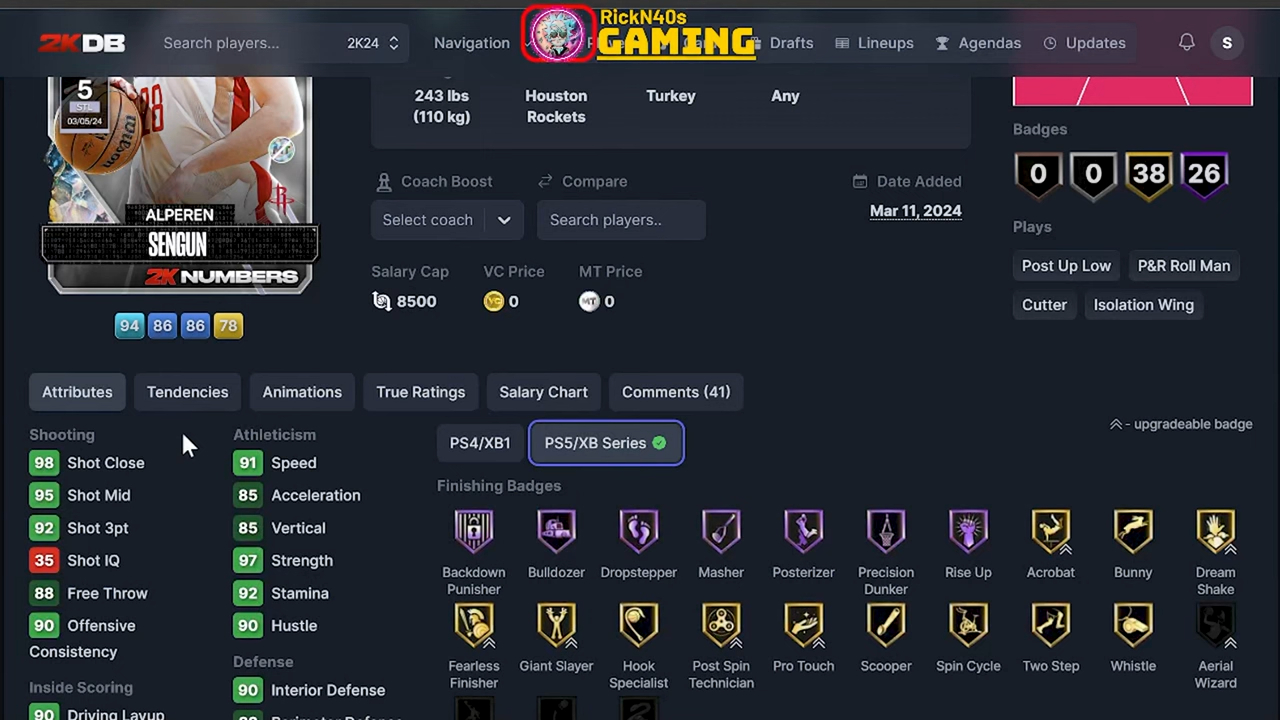 2KDB
Search players...
2K24
Navigation
RickN40s
GAMING
Drafts
Lineups
Agendas
Updates
S
5
STL
03/05/24
28
wilson
ALPEREN
SENGUN
2K NUMBERS
94 86 86 78
243 lbs
(110 kg)
Houston
Rockets
Turkey
Any
Coach Boost
Select coach
Compare
Search players..
Date Added
Mar 11, 2024
Salary Cap
8500
VC Price
VC 0
MT Price
MT 0
Badges
0 0 38 26
Plays
Post Up Low
P&R Roll Man
Cutter
Isolation Wing
Attributes
Tendencies
Animations
True Ratings
Salary Chart
Comments (41)
Shooting
98 Shot Close
95 Shot Mid
92 Shot 3pt
35 Shot IQ
88 Free Throw
90 Offensive
Consistency
Inside Scoring
90 Driving Layup
Athleticism
91 Speed
85 Acceleration
85 Vertical
97 Strength
92 Stamina
90 Hustle
Defense
90 Interior Defense
Perimeter Defense
PS4/XB1
PS5/XB Series
- upgradeable badge
Finishing Badges
Backdown
Punisher
Bulldozer
Dropstepper
Masher
Posterizer
Precision
Dunker
Rise Up
Acrobat
Bunny
Dream
Shake
Fearless
Finisher
Giant Slayer
Hook
Specialist
Post Spin
Technician
Pro Touch
Scooper
Spin Cycle
Two Step
Whistle
Aerial
Wizard